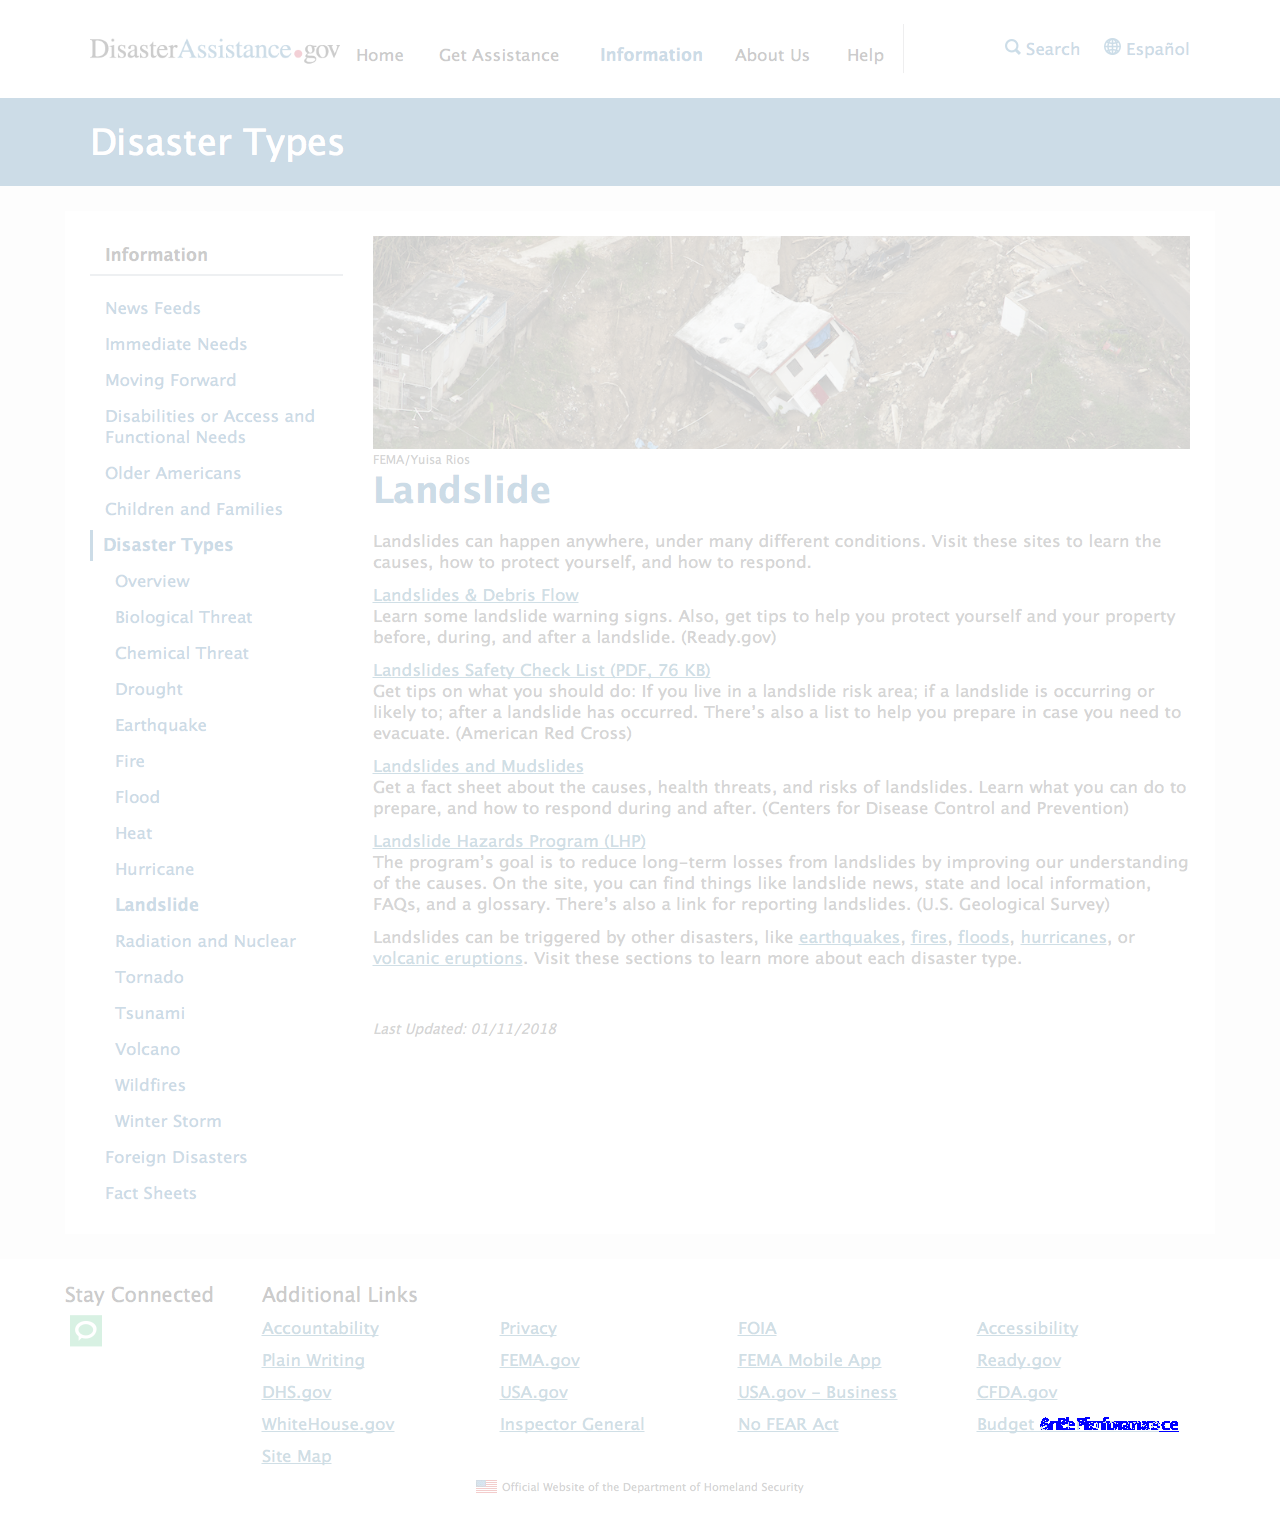 DisasterAssistance.gov Home Get Assistance Information About Us Help Search Español
Disaster Types
Information
News Feeds
Immediate Needs
Moving Forward
Disabilities or Access and
Functional Needs
Older Americans
Children and Families
Disaster Types
Overview
Biological Threat
Chemical Threat
Drought
Earthquake
Fire
Flood
Heat
Hurricane
Landslide
Radiation and Nuclear
Tornado
Tsunami
Volcano
Wildfires
Winter Storm
Foreign Disasters
Fact Sheets
FEMA/Yuisa Rios
Landslide
Landslides can happen anywhere, under many different conditions. Visit these sites to learn the
causes, how to protect yourself, and how to respond.
Landslides & Debris Flow
Learn some landslide warning signs. Also, get tips to help you protect yourself and your property
before, during, and after a landslide. (Ready.gov)
Landslides Safety Check List (PDF, 76 KB)
Get tips on what you should do: If you live in a landslide risk area; if a landslide is occurring or
likely to; after a landslide has occurred. There's also a list to help you prepare in case you need to
evacuate. (American Red Cross)
Landslides and Mudslides
Get a fact sheet about the causes, health threats, and risks of landslides. Learn what you can do to
prepare, and how to respond during and after. (Centers for Disease Control and Prevention)
Landslide Hazards Program (LHP)
The program's goal is to reduce long-term losses from landslides by improving our understanding
of the causes. On the site, you can find things like landslide news, state and local information,
FAQs, and a glossary. There's also a link for reporting landslides. (U.S. Geological Survey)
Landslides can be triggered by other disasters, like earthquakes, fires, floods, hurricanes, or
volcanic eruptions. Visit these sections to learn more about each disaster type.
Last Updated: 01/11/2018
Stay Connected
Additional Links
Accountability Privacy FOIA Accessibility
Plain Writing FEMA.gov FEMA Mobile App Ready.gov
DHS.gov USA.gov USA.gov - Business CFDA.gov
WhiteHouse.gov Inspector General No FEAR Act Budget
Site Map
Official Website of the Department of Homeland Security